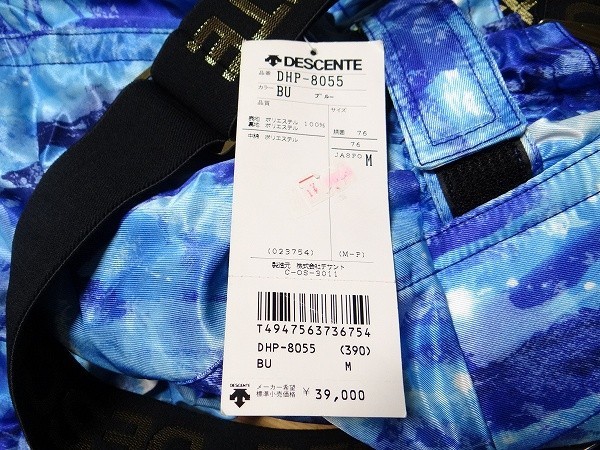 DESCENTE
品番 DHP-8055
カラー BU ブルー
品質 サイズ
表地 ポリエステル 100%
裏地 ポリエステル
中綿 ポリエステル
胴囲 76
76
JASPO M
(023754) (M-P)
製造元 株式会社デサント
C-OS-3011
T4947563736754
DHP-8055 (390)
BU M
DESCENTE
メーカー希望
標準小売価格 ¥39,000